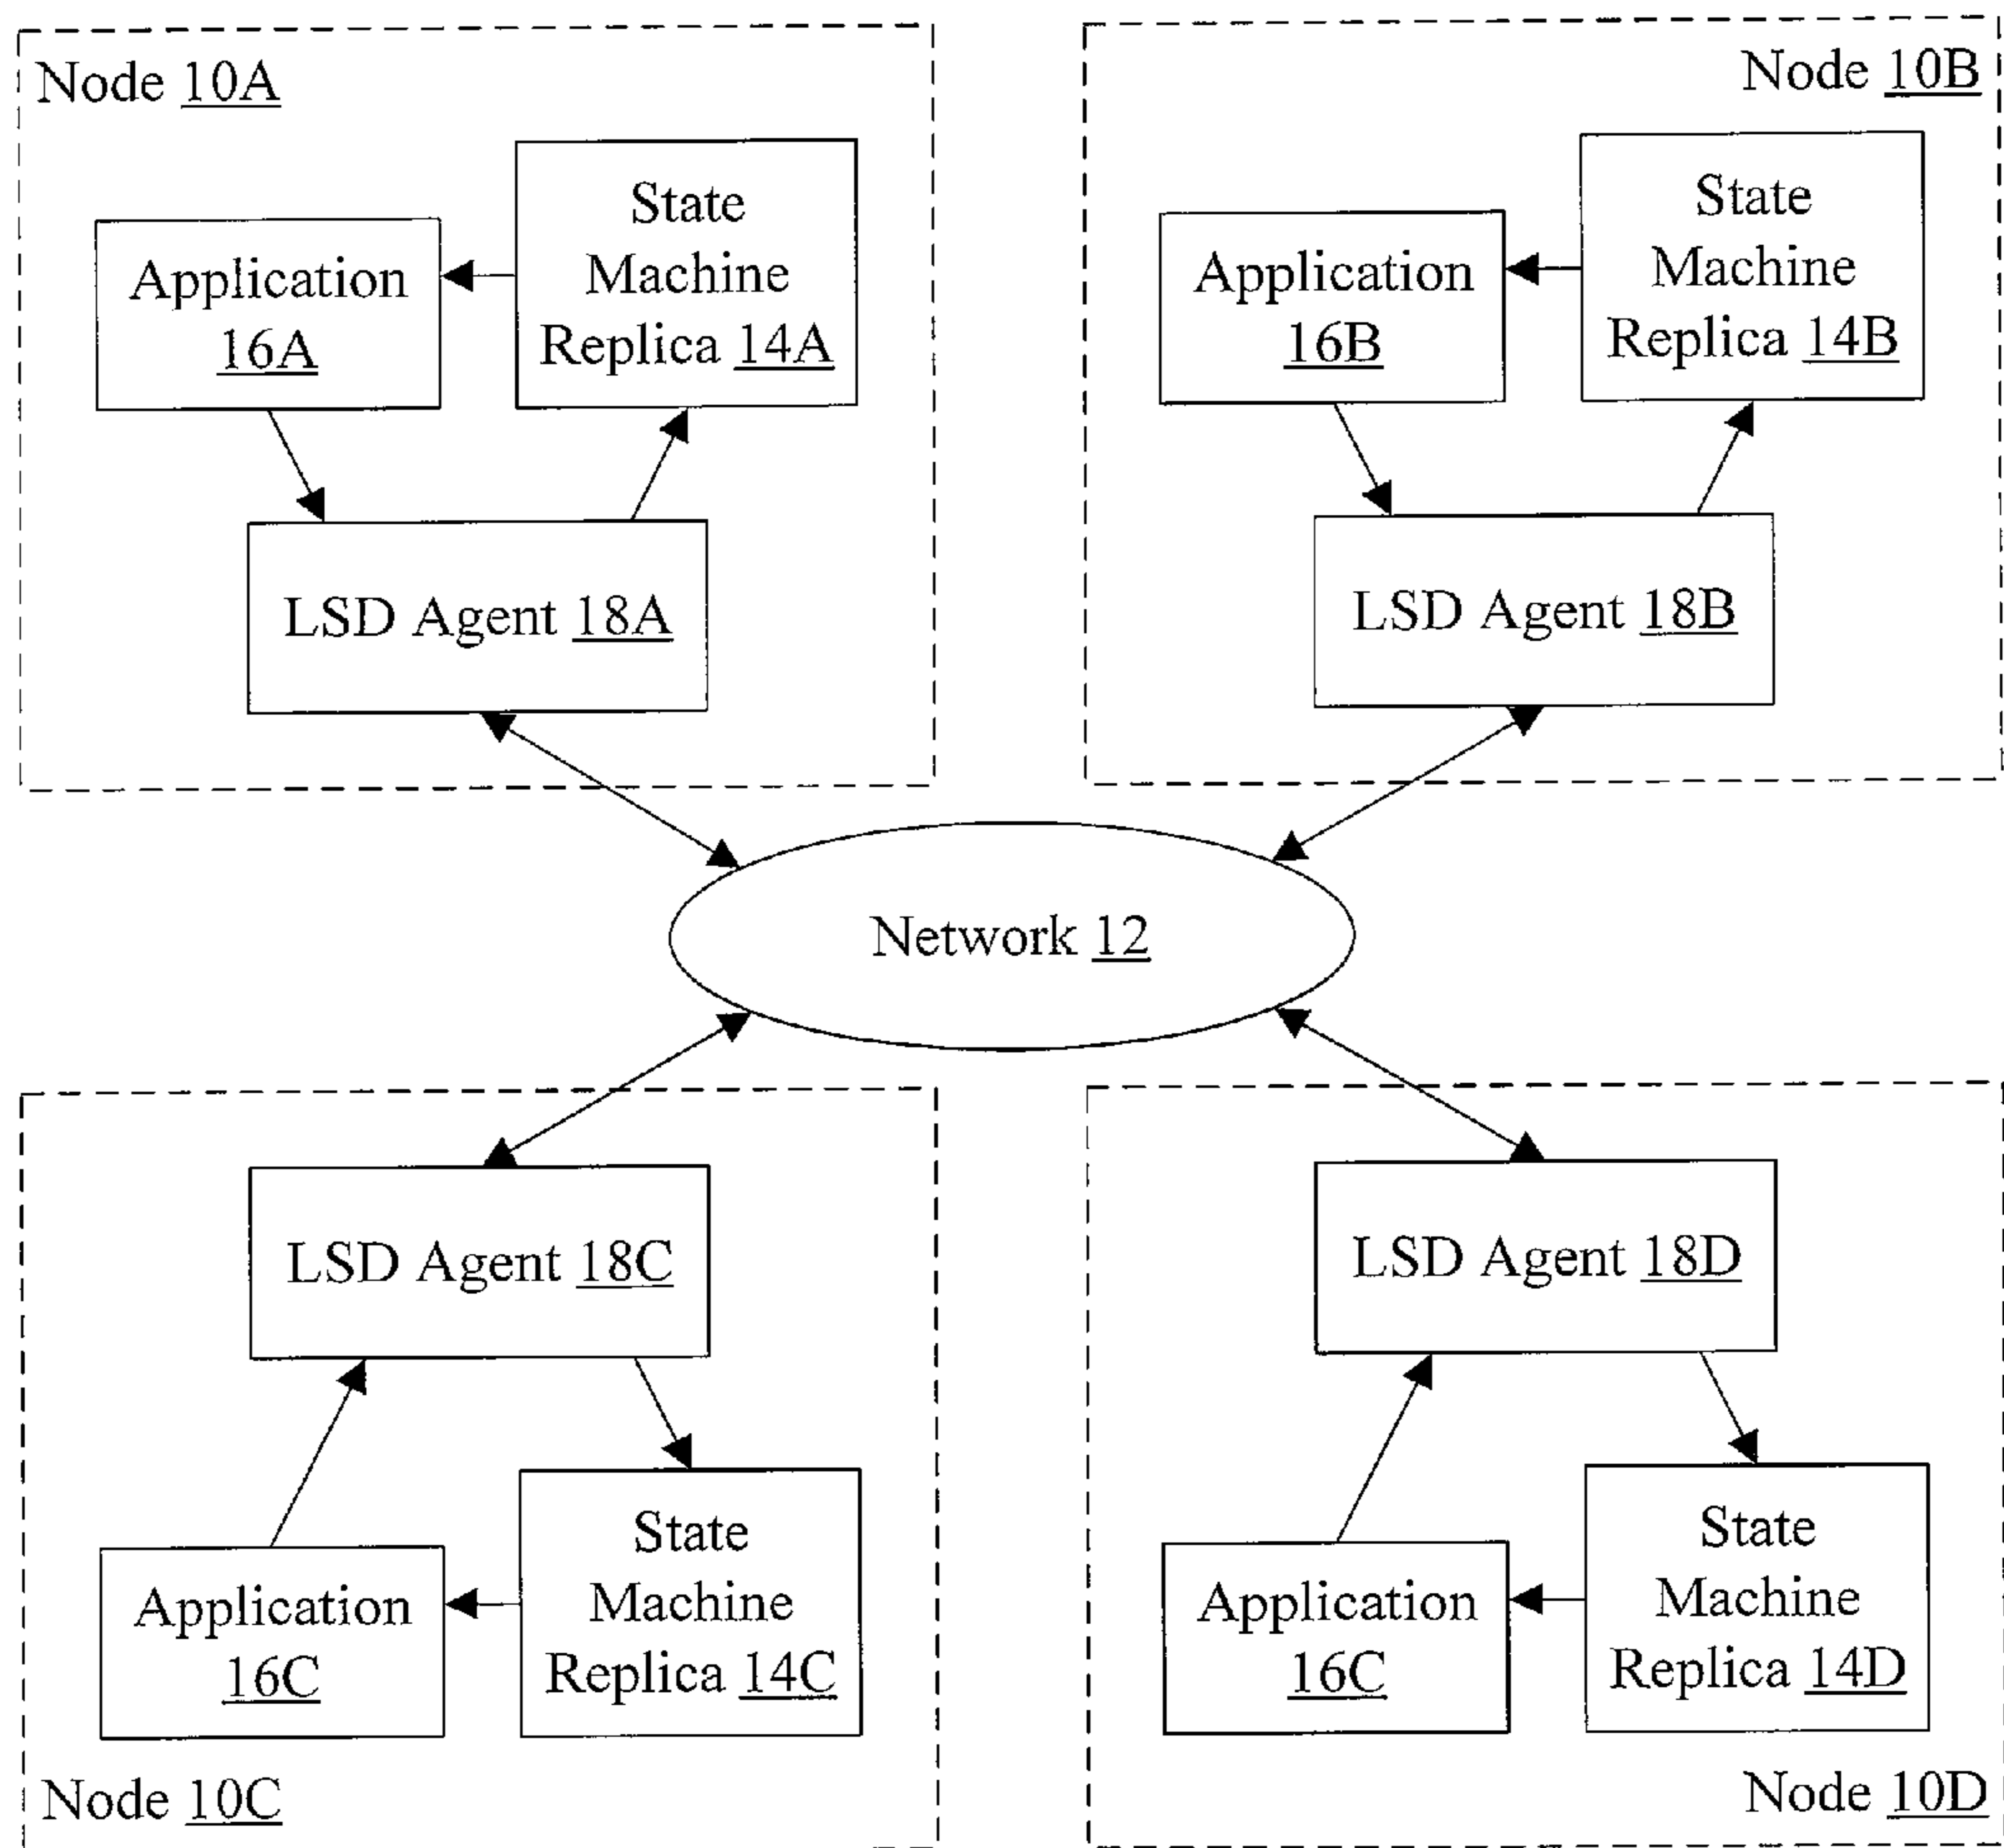 Node 10A
State
Machine
Replica 14A
Application
16A
LSD Agent 18A
Node 10B
State
Machine
Replica 14B
Application
16B
LSD Agent 18B
Network 12
LSD Agent 18C
State
Machine
Replica 14C
Application
16C
Node 10C
LSD Agent 18D
State
Machine
Replica 14D
Application
16C
Node 10D